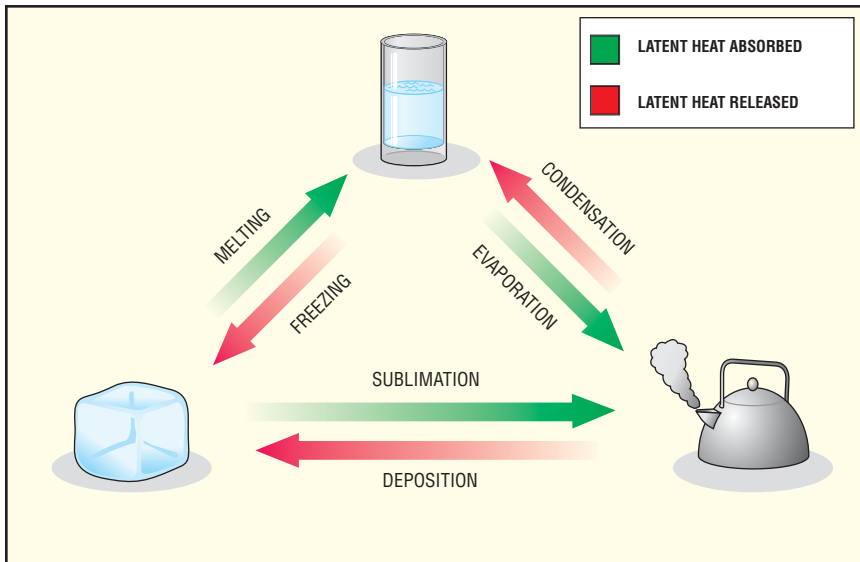 LATENT HEAT ABSORBED
LATENT HEAT RELEASED
MELTING
FREEZING
CONDENSATION
EVAPORATION
SUBLIMATION
DEPOSITION